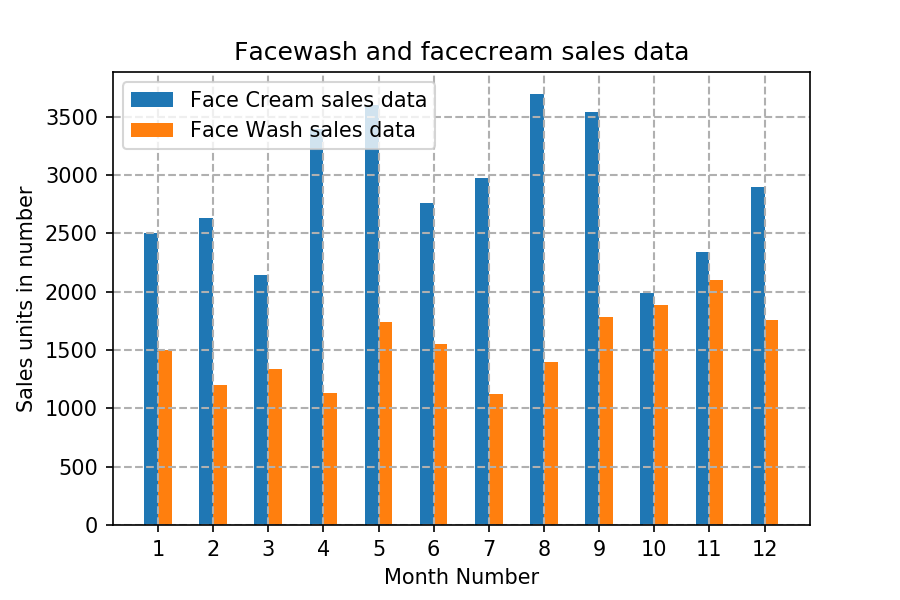 Facewash and facecream sales data
Face Cream sales data
Face Wash sales data
Sales units in number
3500
3000
2500
2000
1500
1000
500
0
1 2 3 4 5 6 7 8 9 10 11 12
Month Number